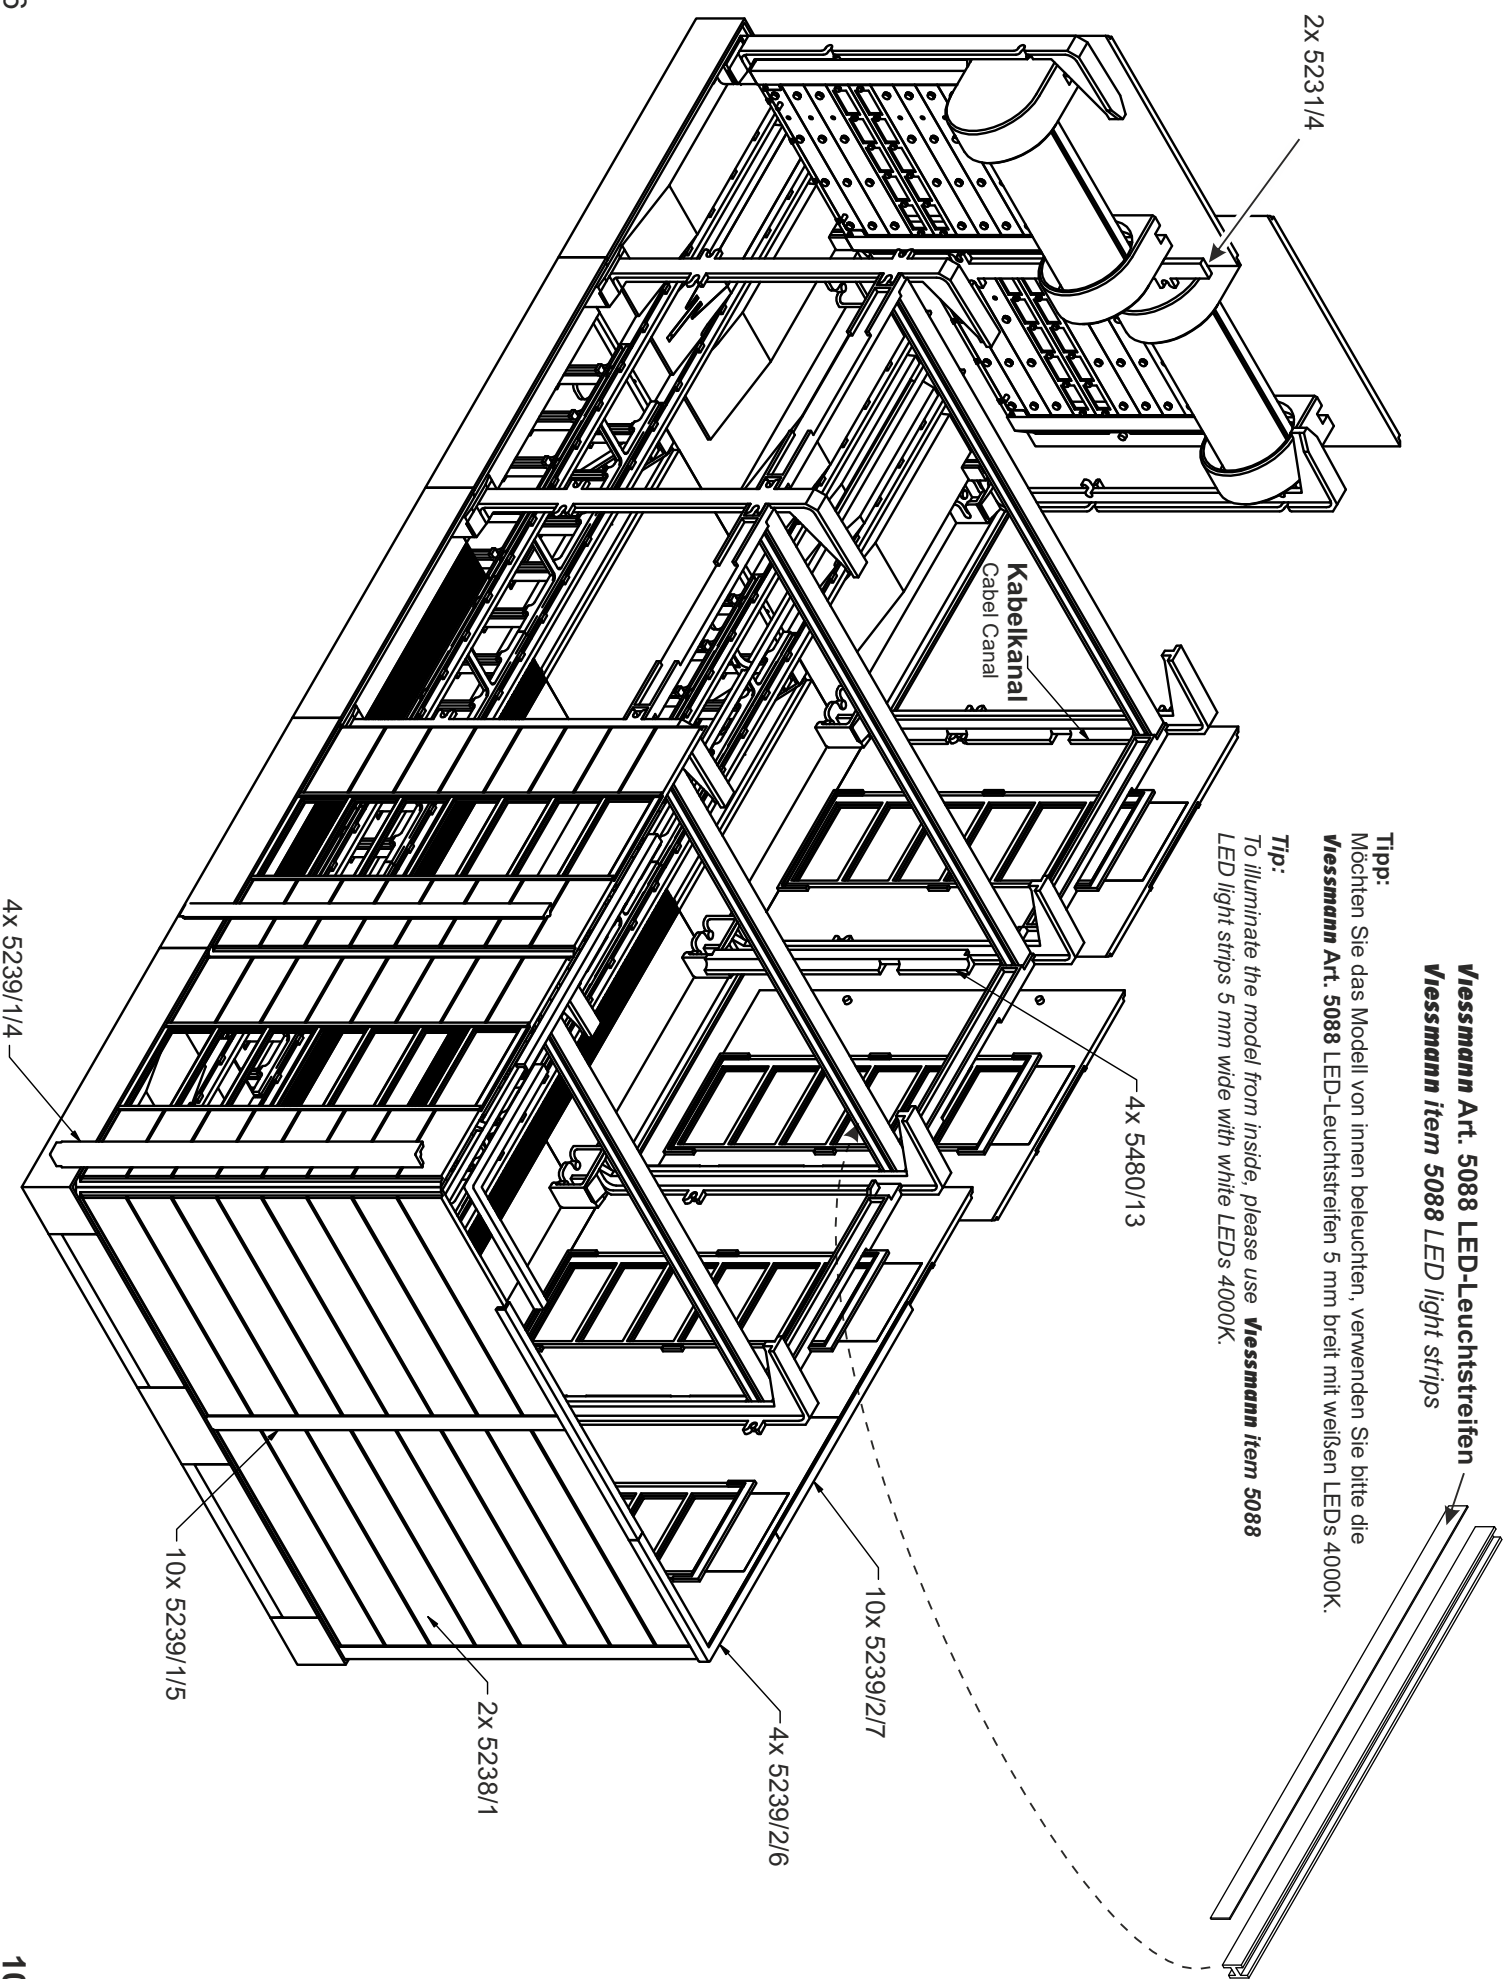 Viessmann Art. 5088 LED-Leuchtstreifen
Viessmann item 5088 LED light strips
Tipp:
Möchten Sie das Modell von innen beleuchten, verwenden Sie bitte die
Viessmann Art. 5088 LED-Leuchtstreifen 5 mm breit mit weißen LEDs 4000K.
Tip:
To illuminate the model from inside, please use Viessmann item 5088
LED light strips 5 mm wide with white LEDs 4000K.
2x 5231/4
Kabelkanal
Cabel Canal
4x 5480/13
10x 5239/2/7
4x 5239/2/6
2x 5238/1
10x 5239/1/5
4x 5239/1/4